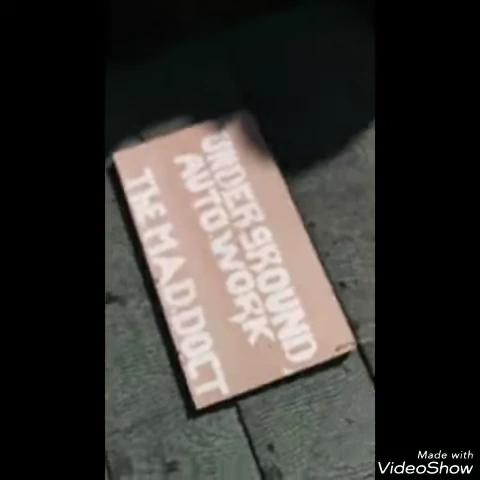 UNDERGROUND
AUTO WORK
THE MAD.DOCT
Made with
VideoShow